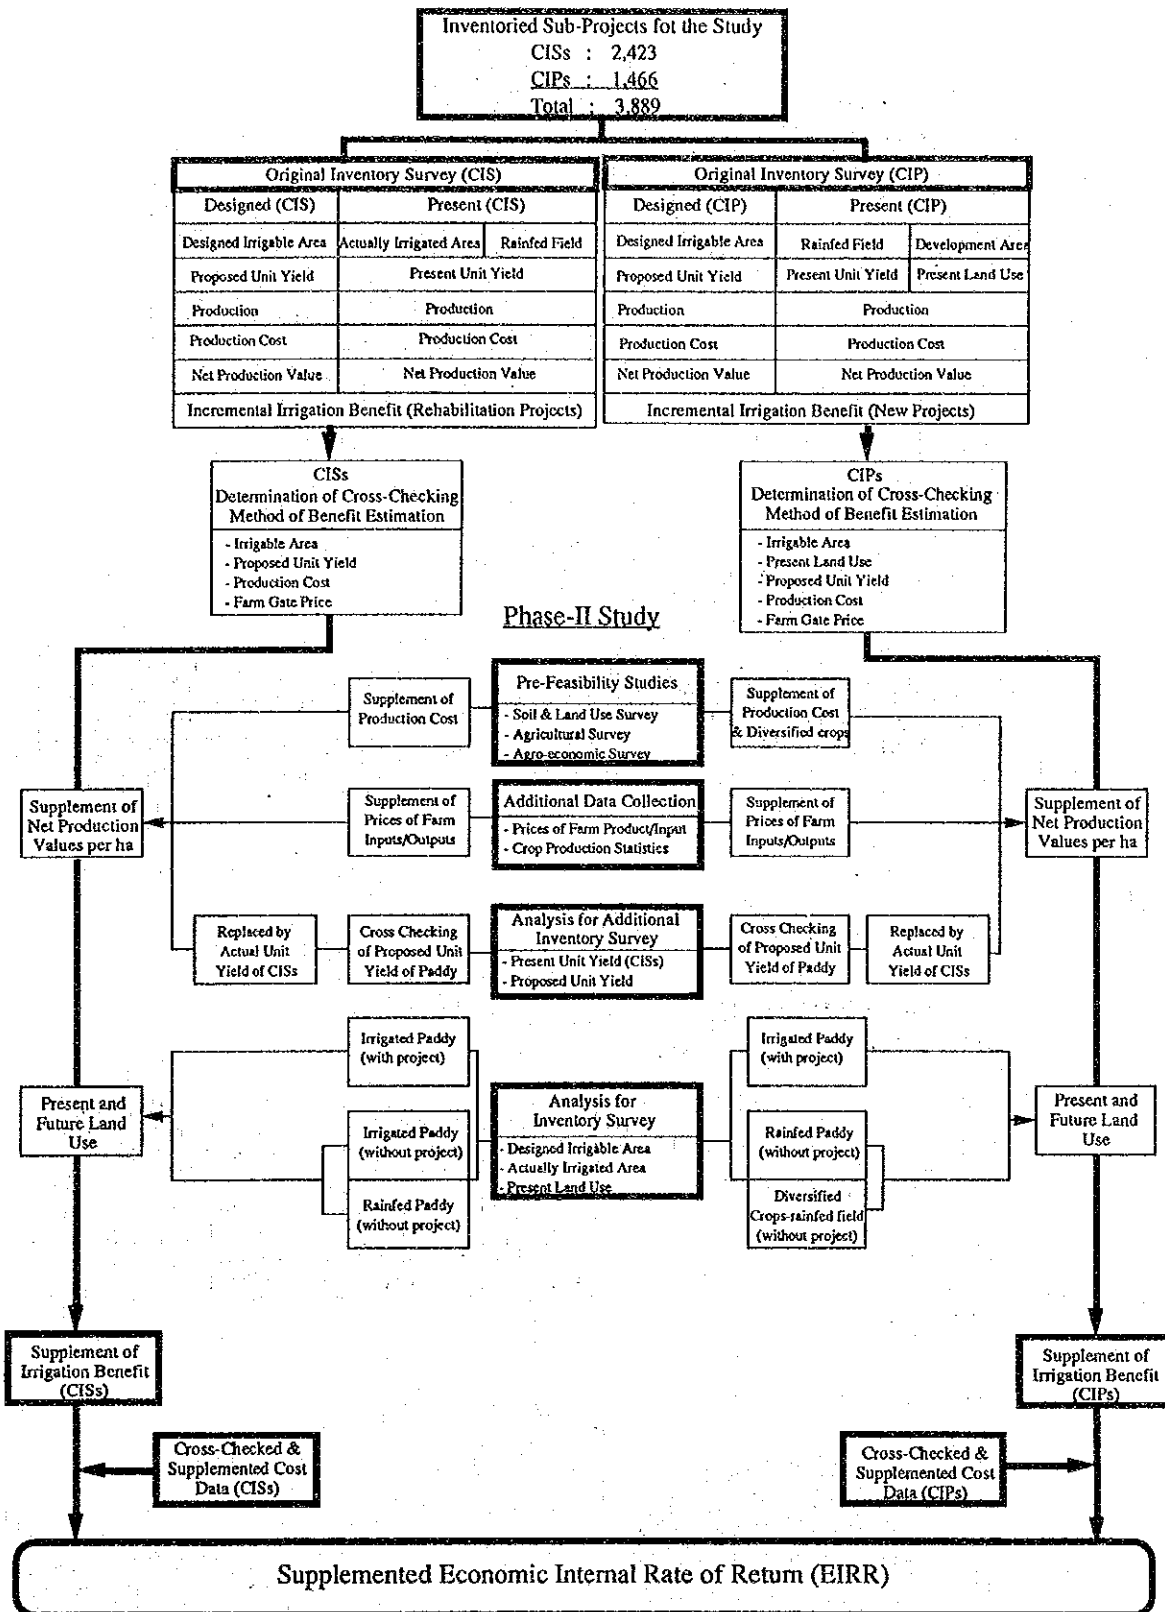 Inventoried Sub-Projects fot the Study
CISs : 2,423
CIPs : 1,466
Total : 3,889
Original Inventory Survey (CIS)
Designed (CIS) Present (CIS)
Designed Irrigable Area Actually Irrigated Area Rainfed Field
Proposed Unit Yield Present Unit Yield
Production Production
Production Cost Production Cost
Net Production Value Net Production Value
Incremental Irrigation Benefit (Rehabilitation Projects)
Original Inventory Survey (CIP)
Designed (CIP) Present (CIP)
Designed Irrigable Area Rainfed Field Development Area
Proposed Unit Yield Present Unit Yield Present Land Use
Production Production
Production Cost Production Cost
Net Production Value Net Production Value
Incremental Irrigation Benefit (New Projects)
CISs
Determination of Cross-Checking
Method of Benefit Estimation
- Irrigable Area
- Proposed Unit Yield
- Production Cost
- Farm Gate Price
CIPs
Determination of Cross-Checking
Method of Benefit Estimation
- Irrigable Area
- Present Land Use
- Proposed Unit Yield
- Production Cost
- Farm Gate Price
Phase-II Study
Supplement of
Production Cost
Pre-Feasibility Studies
- Soil & Land Use Survey
- Agricultural Survey
- Agro-economic Survey
Supplement of
Production Cost
& Diversified crops
Supplement of
Net Production
Values per ha
Supplement of
Prices of Farm
Inputs/Outputs
Additional Data Collection
- Prices of Farm Product/Input
- Crop Production Statistics
Supplement of
Prices of Farm
Inputs/Outputs
Supplement of
Net Production
Values per ha
Replaced by
Actual Unit
Yield of CISs
Cross Checking
of Proposed Unit
Yield of Paddy
Analysis for Additional
Inventory Survey
- Present Unit Yield (CISs)
- Proposed Unit Yield
Cross Checking
of Proposed Unit
Yield of Paddy
Replaced by
Actual Unit
Yield of CISs
Irrigated Paddy
(with project)
Irrigated Paddy
(with project)
Present and
Future Land
Use
Irrigated Paddy
(without project)
Rainfed Paddy
(without project)
Analysis for
Inventory Survey
- Designed Irrigable Area
- Actually Irrigated Area
- Present Land Use
Rainfed Paddy
(without project)
Diversified
Crops-rainfed field
(without project)
Present and
Future Land
Use
Supplement of
Irrigation Benefit
(CISs)
Supplement of
Irrigation Benefit
(CIPs)
Cross-Checked &
Supplemented Cost
Data (CISs)
Cross-Checked &
Supplemented Cost
Data (CIPs)
Supplemented Economic Internal Rate of Return (EIRR)